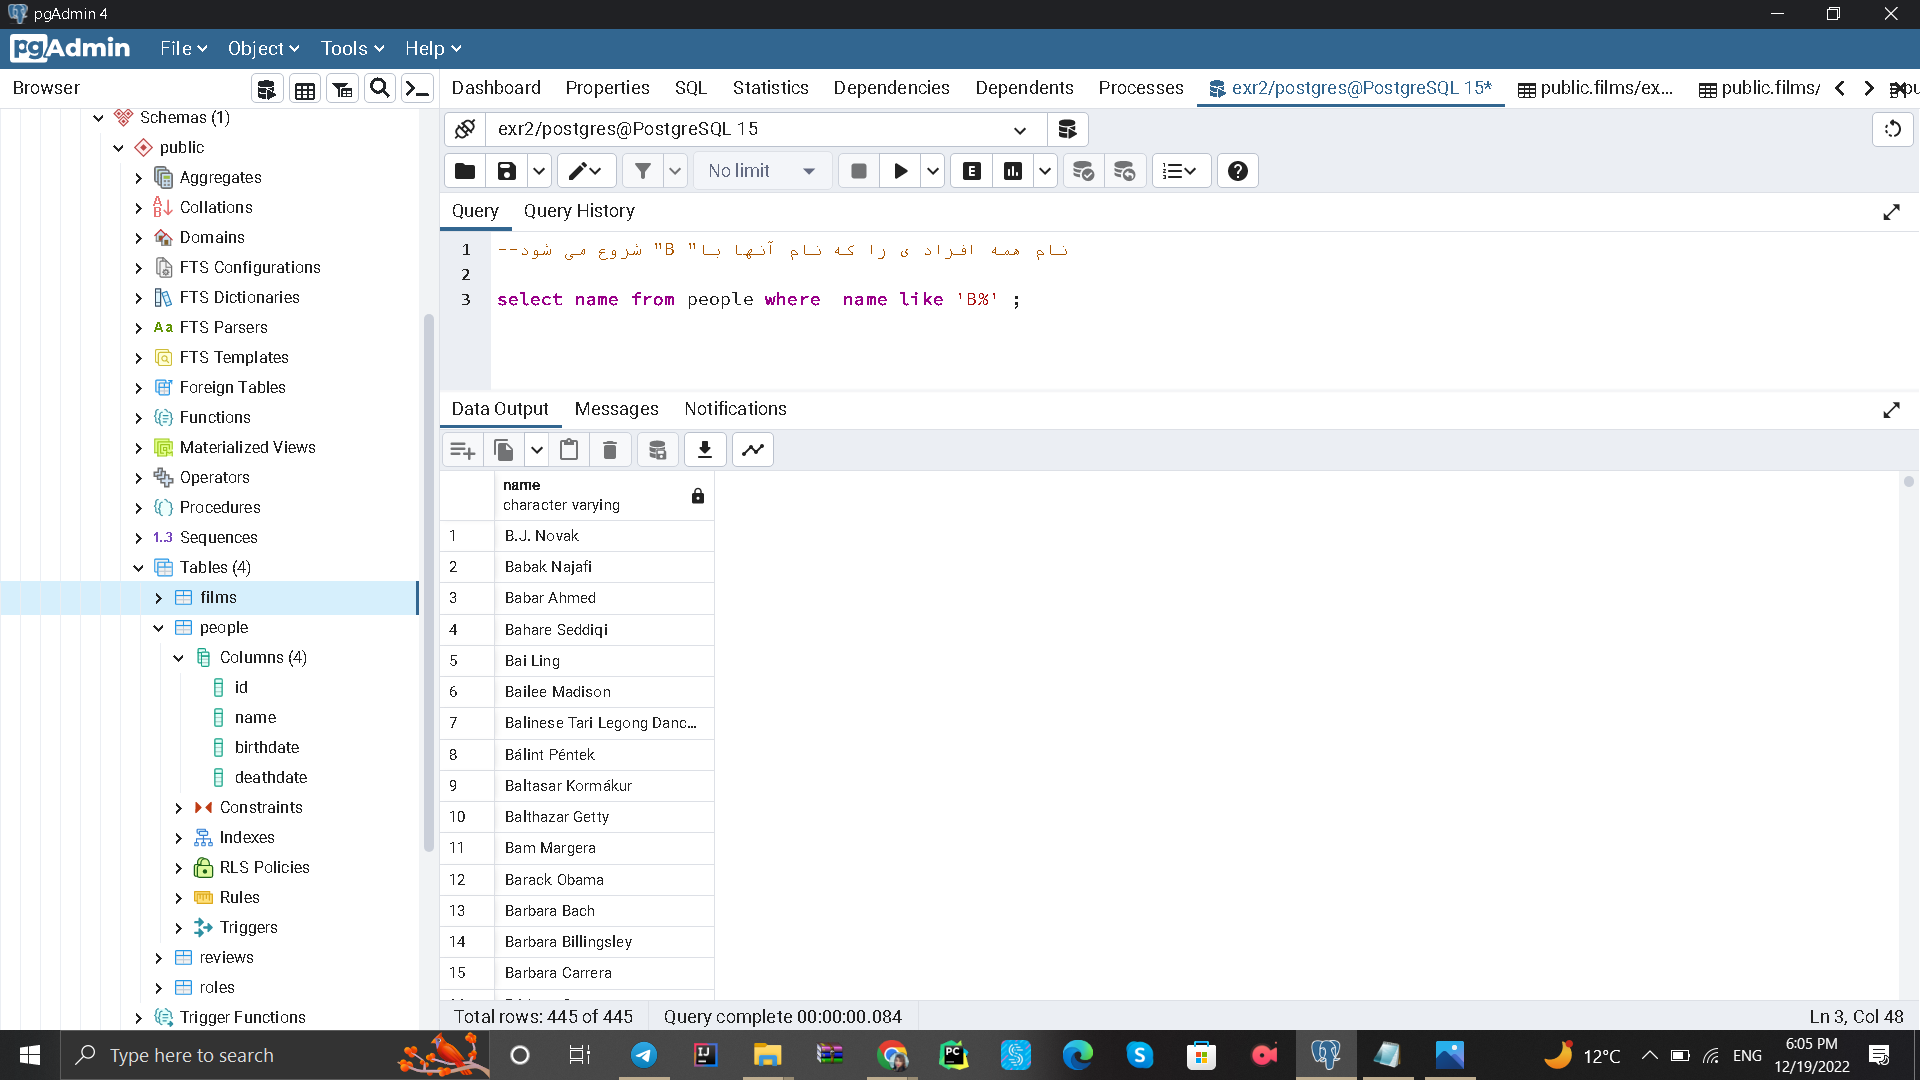 pgAdmin 4
pgAdmin File Object Tools Help
Browser
Dashboard Properties SQL Statistics Dependencies Dependents Processes exr2/postgres@PostgreSQL 15* public.films/ex... public.films/
Schemas (1)
public
Aggregates
Collations
Domains
FTS Configurations
FTS Dictionaries
FTS Parsers
FTS Templates
Foreign Tables
Functions
Materialized Views
Operators
Procedures
1..3 Sequences
Tables (4)
films
people
Columns (4)
id
name
birthdate
deathdate
Constraints
Indexes
RLS Policies
Rules
Triggers
reviews
roles
Trigger Functions
exr2/postgres@PostgreSQL 15
No limit
Query Query History
1 --نام همه افراد ی را که نام آنها با" B" شروع می شود
2
3 select name from people where  name like 'B%' ;
Data Output Messages Notifications
name
character varying
1 B.J. Novak
2 Babak Najafi
3 Babar Ahmed
4 Bahare Seddiqi
5 Bai Ling
6 Bailee Madison
7 Balinese Tari Legong Danc...
8 Bálint Péntek
9 Baltasar Kormákur
10 Balthazar Getty
11 Bam Margera
12 Barack Obama
13 Barbara Bach
14 Barbara Billingsley
15 Barbara Carrera
Total rows: 445 of 445 Query complete 00:00:00.084 Ln 3, Col 48
Type here to search
12°C ENG
6:05 PM
12/19/2022